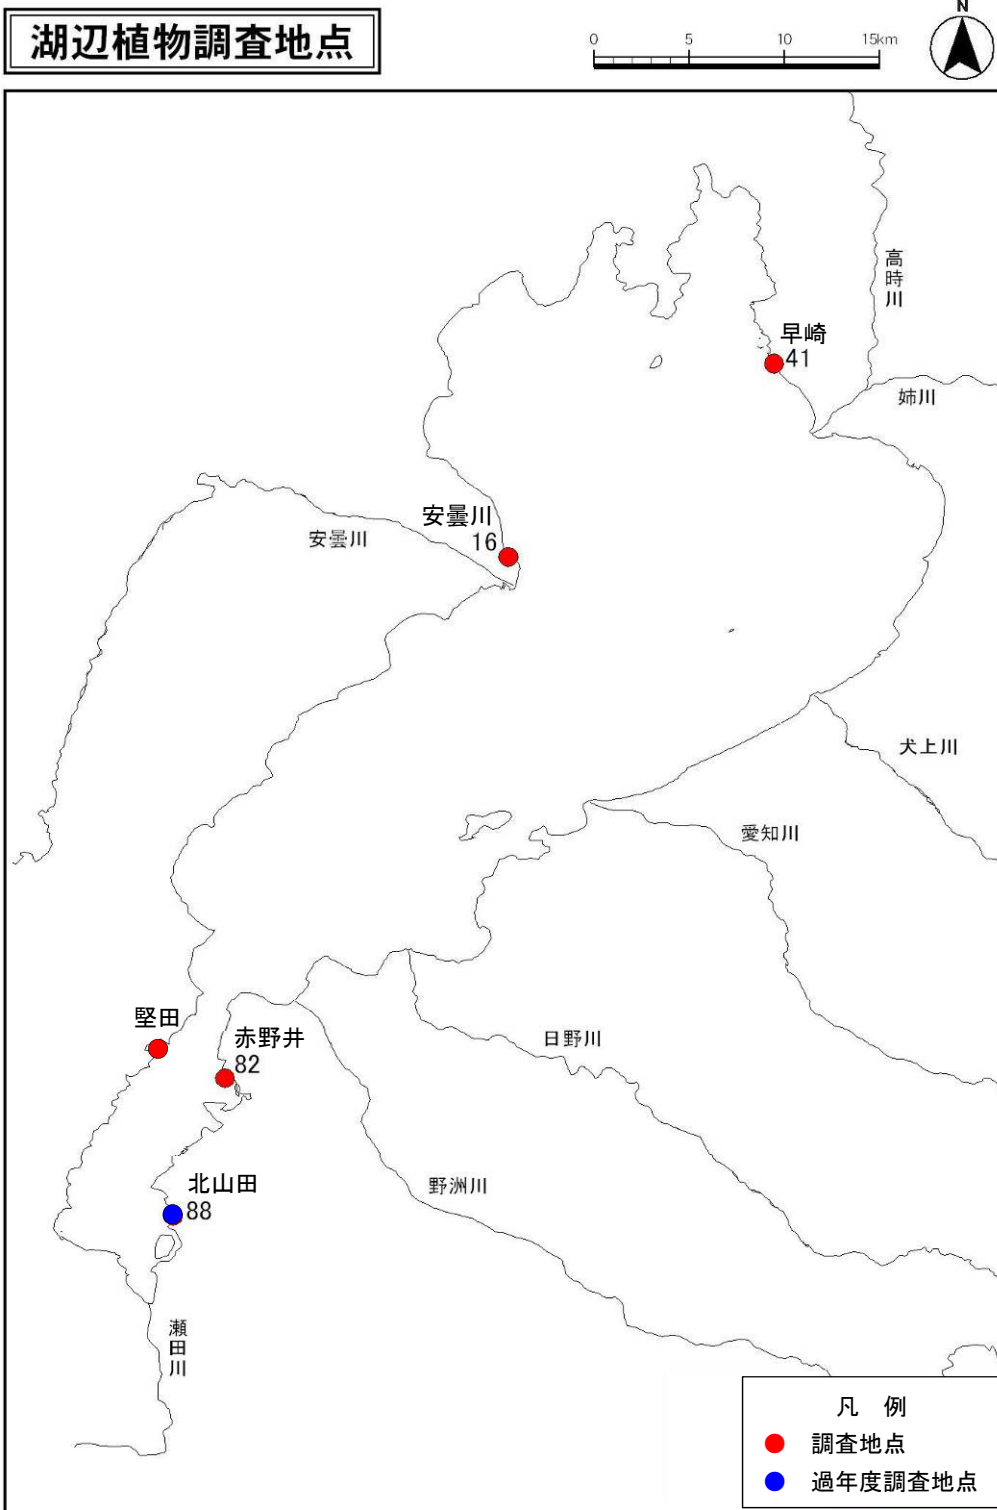 湖辺植物調査地点
0 5 10 15km
N
高時川
早崎
41
姉川
安曇川
16
安曇川
犬上川
愛知川
堅田
赤野井
82
日野川
北山田
88
野洲川
瀬田川
凡 例
調査地点
過年度調査地点